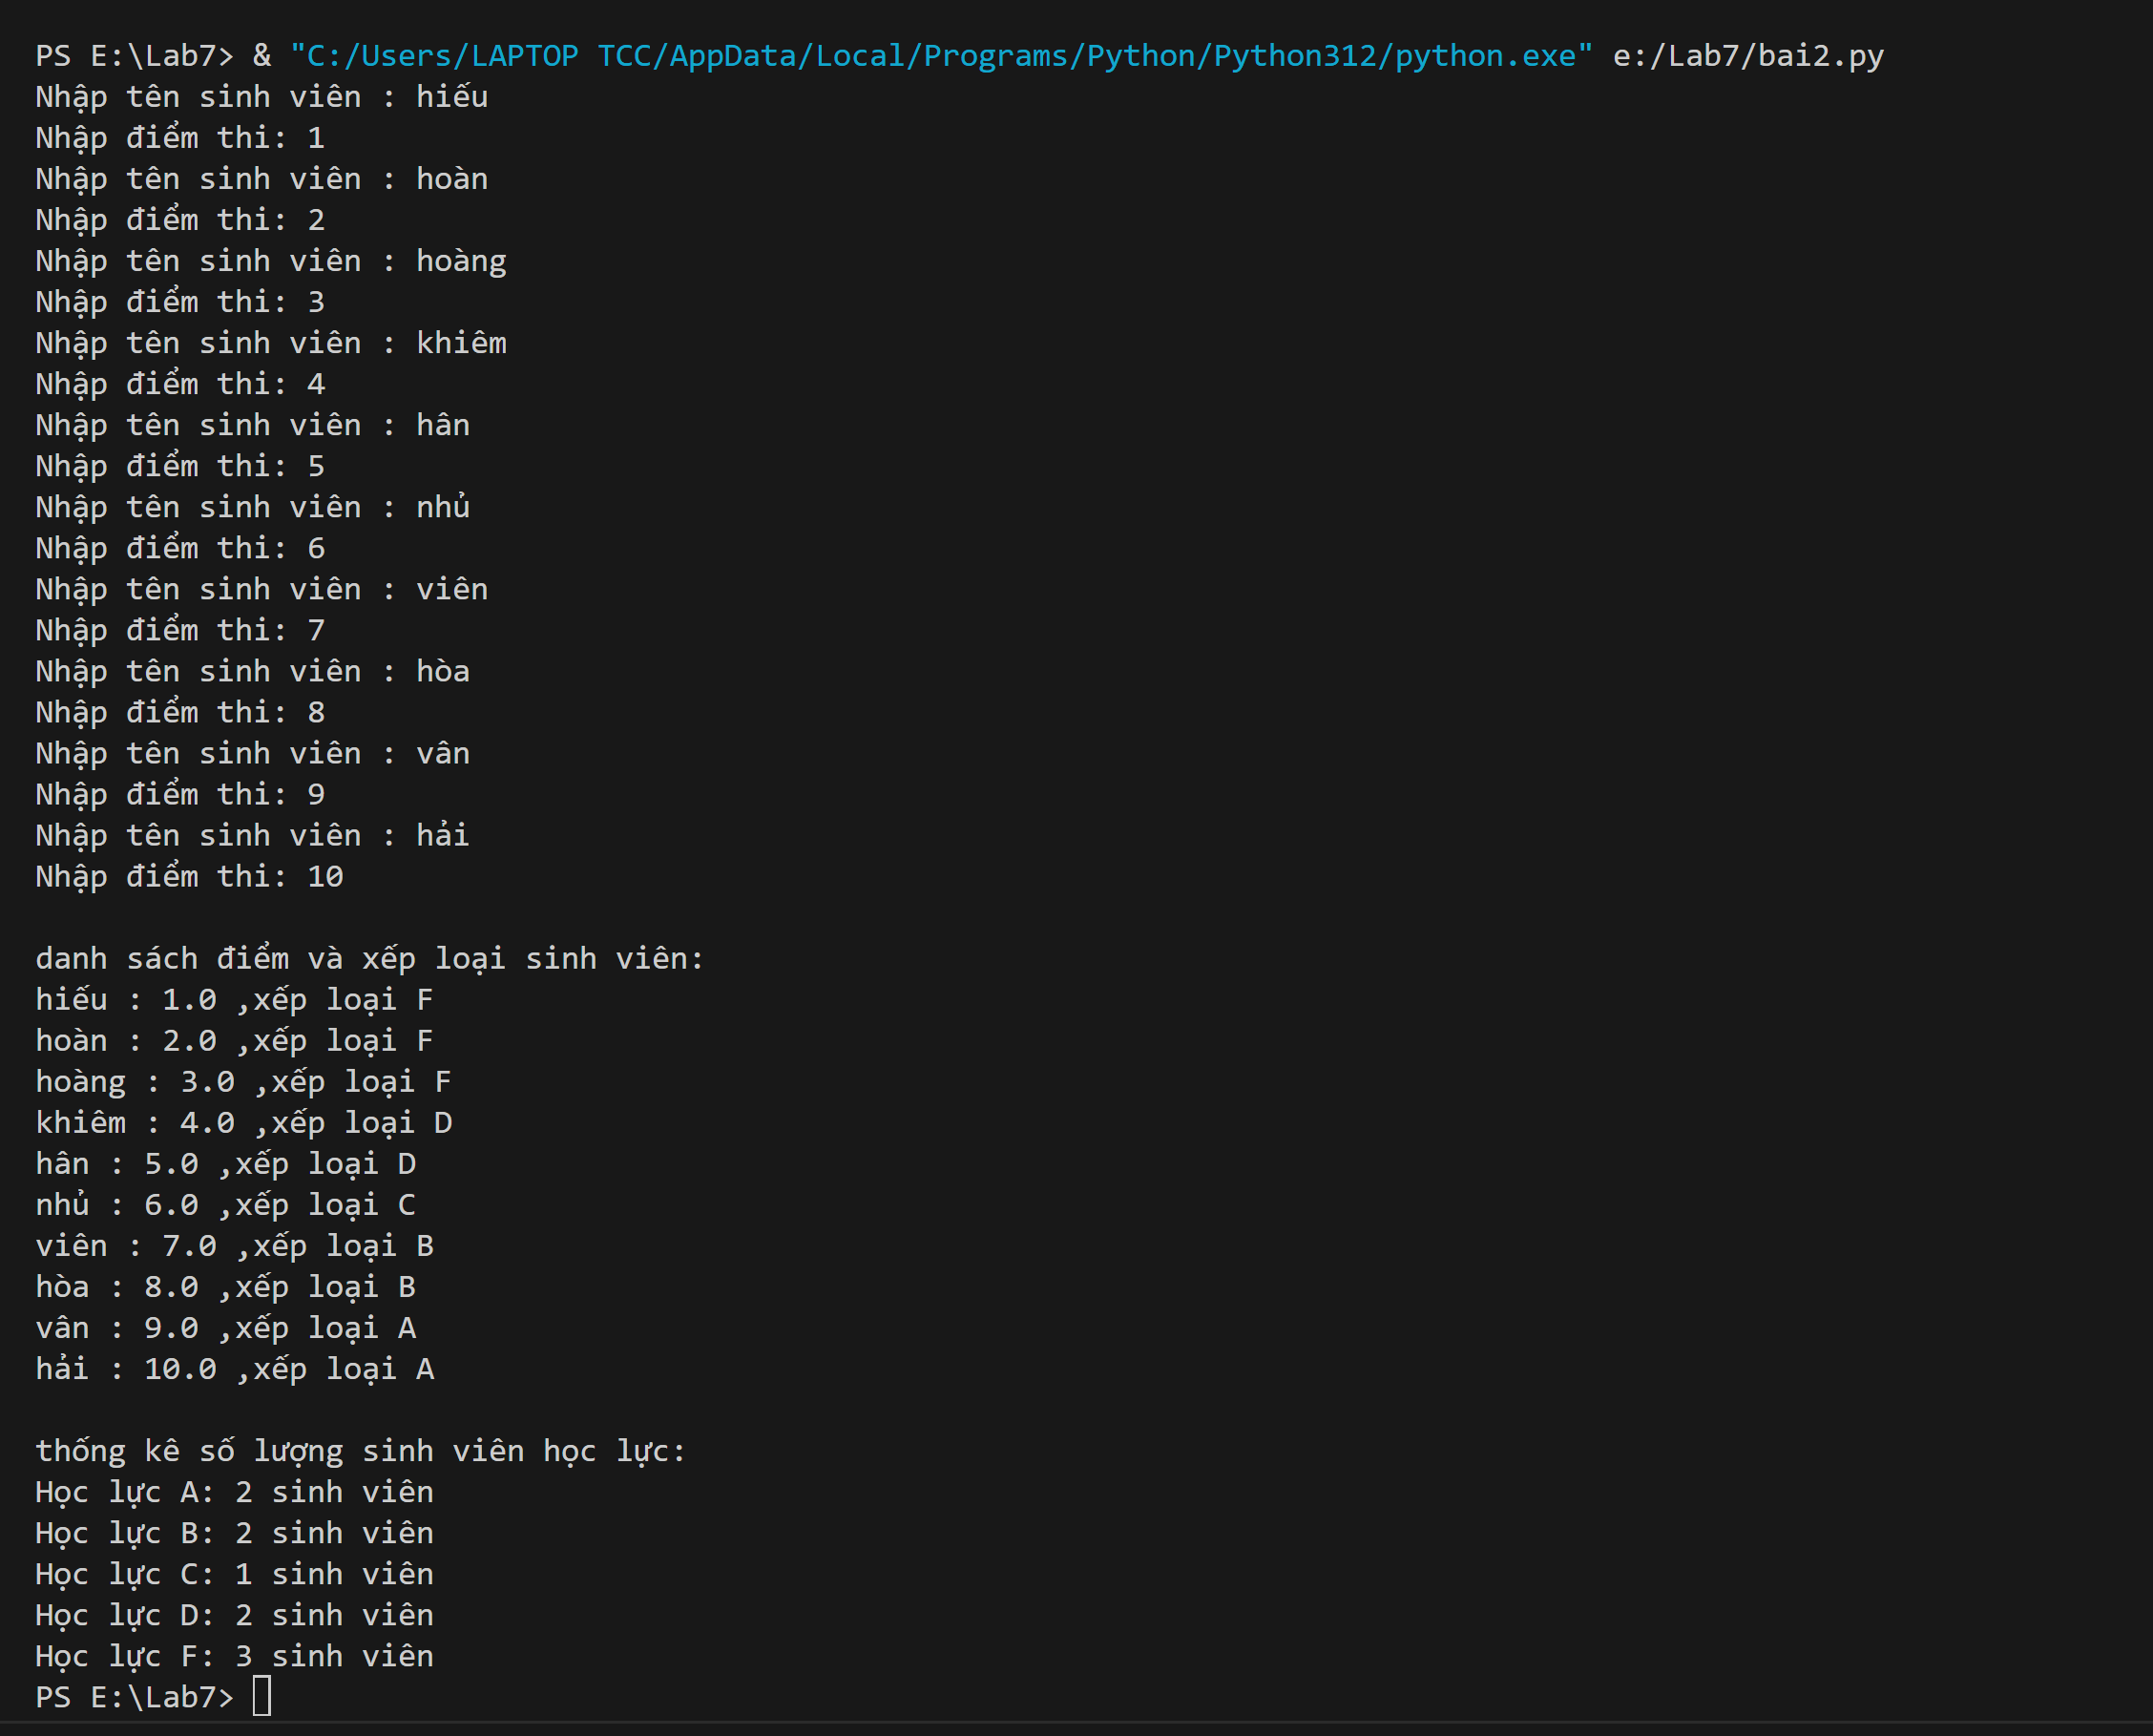 PS E:\Lab7> & "C:/Users/LAPTOP TCC/AppData/Local/Programs/Python/Python312/python.exe" e:/Lab7/bai2.py
Nhập tên sinh viên : hiếu
Nhập điểm thi: 1
Nhập tên sinh viên : hoàn
Nhập điểm thi: 2
Nhập tên sinh viên : hoàng
Nhập điểm thi: 3
Nhập tên sinh viên : khiêm
Nhập điểm thi: 4
Nhập tên sinh viên : hân
Nhập điểm thi: 5
Nhập tên sinh viên : nhủ
Nhập điểm thi: 6
Nhập tên sinh viên : viên
Nhập điểm thi: 7
Nhập tên sinh viên : hòa
Nhập điểm thi: 8
Nhập tên sinh viên : vân
Nhập điểm thi: 9
Nhập tên sinh viên : hải
Nhập điểm thi: 10

danh sách điểm và xếp loại sinh viên:
hiếu : 1.0 ,xếp loại F
hoàn : 2.0 ,xếp loại F
hoàng : 3.0 ,xếp loại F
khiêm : 4.0 ,xếp loại D
hân : 5.0 ,xếp loại D
nhủ : 6.0 ,xếp loại C
viên : 7.0 ,xếp loại B
hòa : 8.0 ,xếp loại B
vân : 9.0 ,xếp loại A
hải : 10.0 ,xếp loại A

thống kê số lượng sinh viên học lực:
Học lực A: 2 sinh viên
Học lực B: 2 sinh viên
Học lực C: 1 sinh viên
Học lực D: 2 sinh viên
Học lực F: 3 sinh viên
PS E:\Lab7>